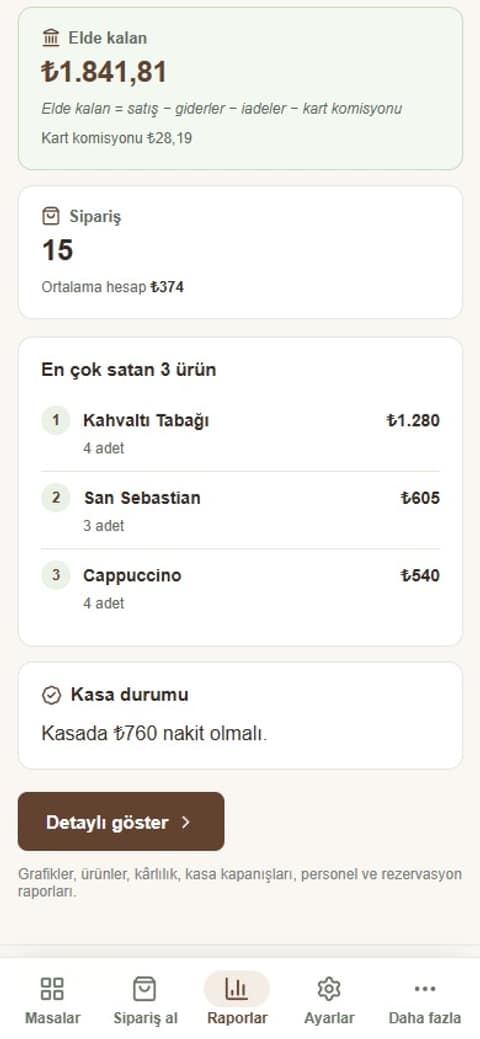 Elde kalan
₺1.841,81
Elde kalan = satış − giderler − iadeler − kart komisyonu
Kart komisyonu ₺28,19
Sipariş
15
Ortalama hesap ₺374
En çok satan 3 ürün
1 Kahvaltı Tabağı ₺1.280
4 adet
2 San Sebastian ₺605
3 adet
3 Cappuccino ₺540
4 adet
Kasa durumu
Kasada ₺760 nakit olmalı.
Detaylı göster
Grafikler, ürünler, kârlılık, kasa kapanışları, personel ve rezervasyon
raporları.
Masalar Sipariş al Raporlar Ayarlar Daha fazla